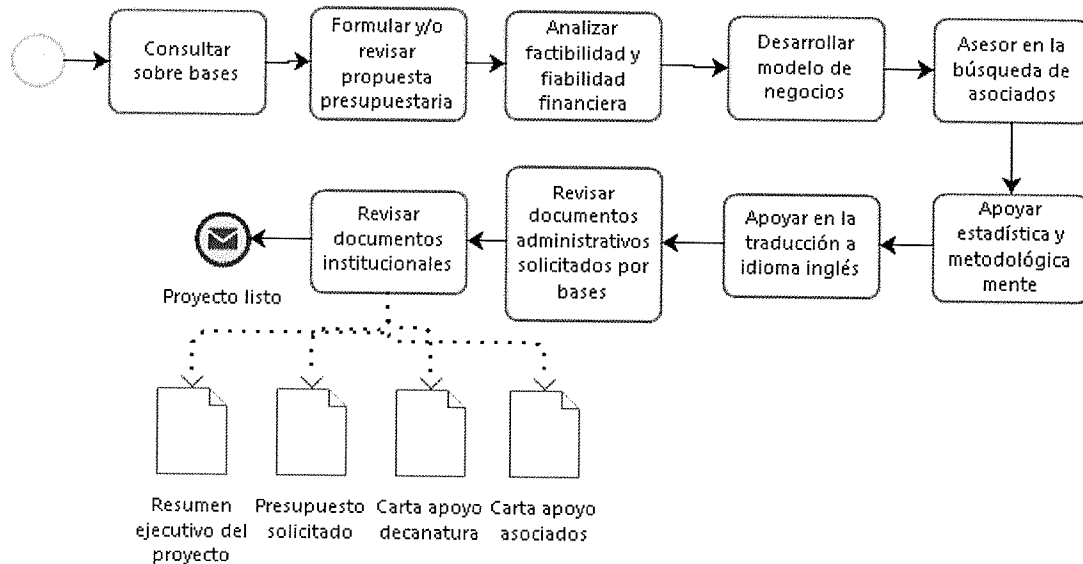 Consultar
sobre bases
Formular y/o
revisar
propuesta
presupuestaria
Analizar
factibilidad y
fiabilidad
financiera
Desarrollar
modelo de
negocios
Asesor en la
búsqueda de
asociados
Apoyar
estadística y
metodológica
mente
Apoyar en la
traducción a
idioma inglés
Revisar
documentos
administrativos
solicitados por
bases
Revisar
documentos
institucionales
Proyecto listo
Resumen
ejecutivo del
proyecto
Presupuesto
solicitado
Carta apoyo
decanatura
Carta apoyo
asociados